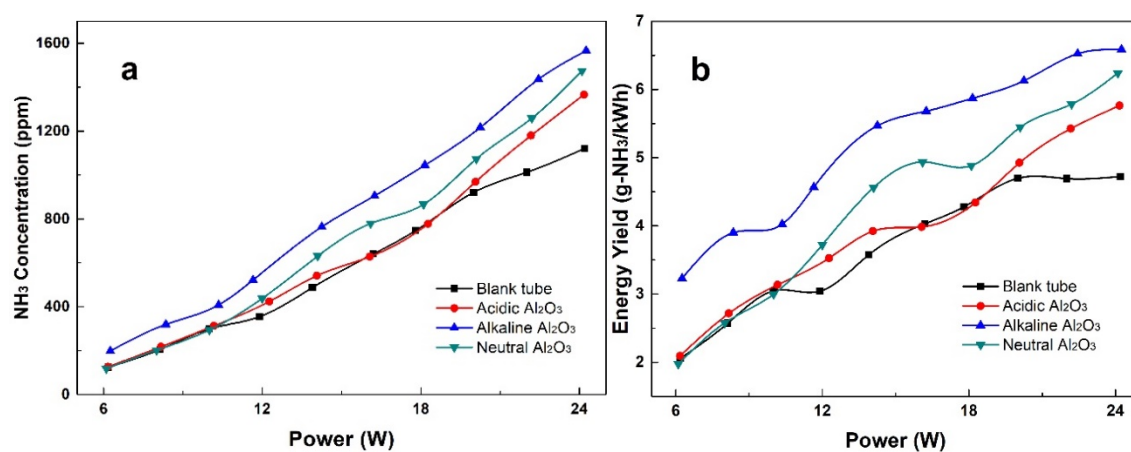 a
NH₃ Concentration (ppm)
1600
1200
800
400
0
6
12
18
24
Power (W)
Blank tube
Acidic Al₂O₃
Alkaline Al₂O₃
Neutral Al₂O₃
b
Energy Yield (g-NH₃/kWh)
7
6
5
4
3
2
6
12
18
24
Power (W)
Blank tube
Acidic Al₂O₃
Alkaline Al₂O₃
Neutral Al₂O₃